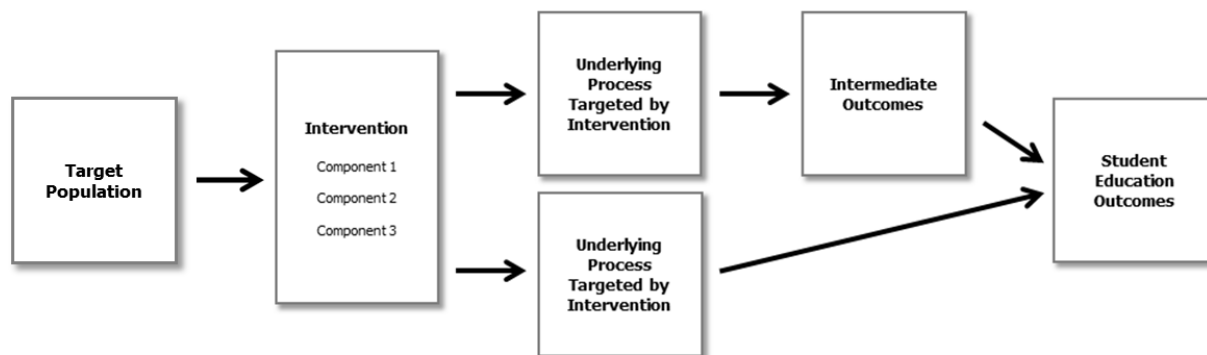 Target
Population
Intervention
Component 1
Component 2
Component 3
Underlying
Process
Targeted by
Intervention
Underlying
Process
Targeted by
Intervention
Intermediate
Outcomes
Student
Education
Outcomes